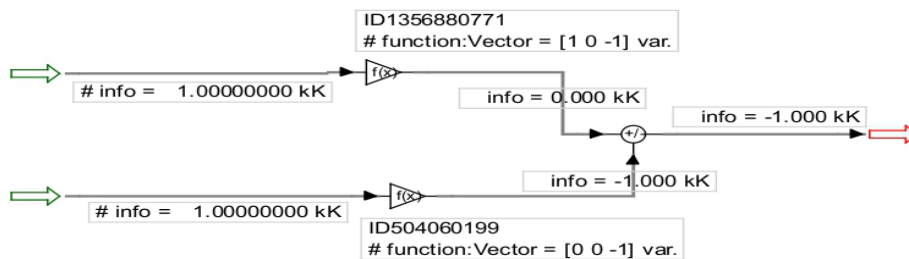 ID1356880771
# function:Vector = [1 0 -1] var.
f(x)
# info =    1.00000000 kK
info = 0.000 kK
info = -1.000 kK
+/-
info = -1.000 kK
f(x)
# info =    1.00000000 kK
ID504060199
# function:Vector = [0 0 -1] var.